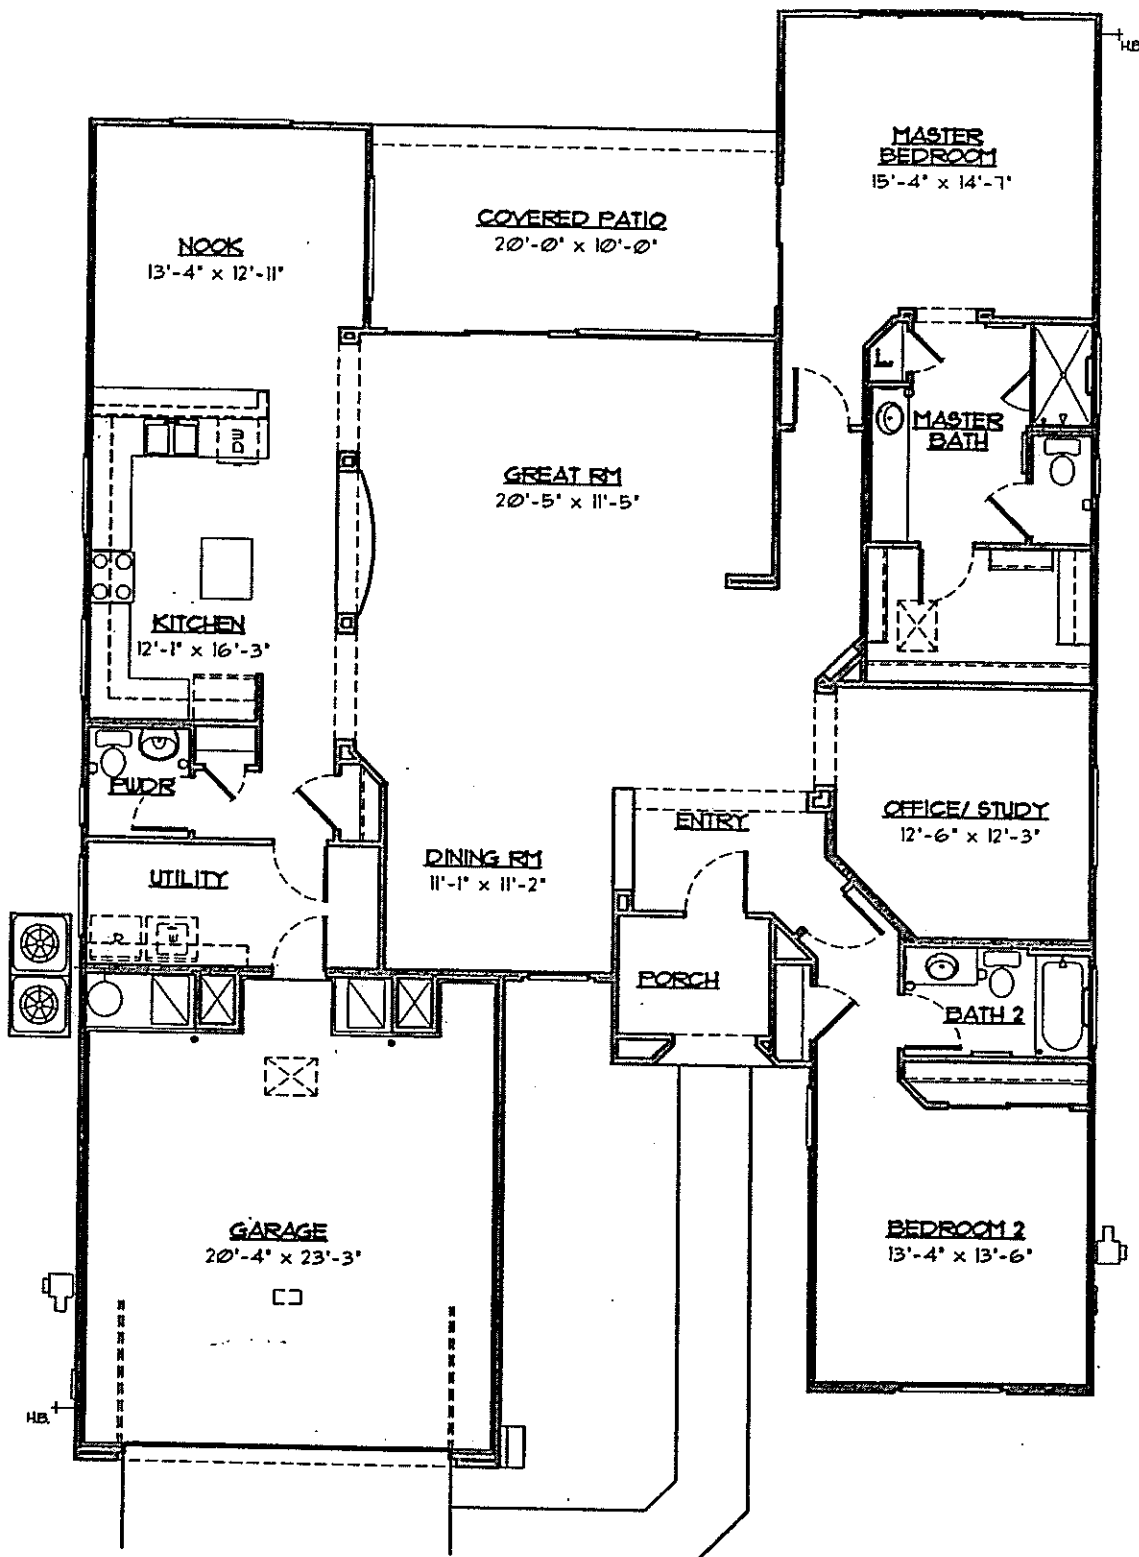 H.B.
MASTER
BEDROOM
15'-4" x 14'-7"
COVERED PATIO
20'-0" x 10'-0"
NOOK
13'-4" x 12'-11"
L
MASTER
BATH
DW
GREAT RM
20'-5" x 11'-5"
KITCHEN
12'-1" x 16'-3"
PWDR
OFFICE/ STUDY
12'-6" x 12'-3"
ENTRY
DINING RM
11'-1" x 11'-2"
UTILITY
D
W
PORCH
BATH 2
GARAGE
20'-4" x 23'-3"
BEDROOM 2
13'-4" x 13'-6"
H.B.